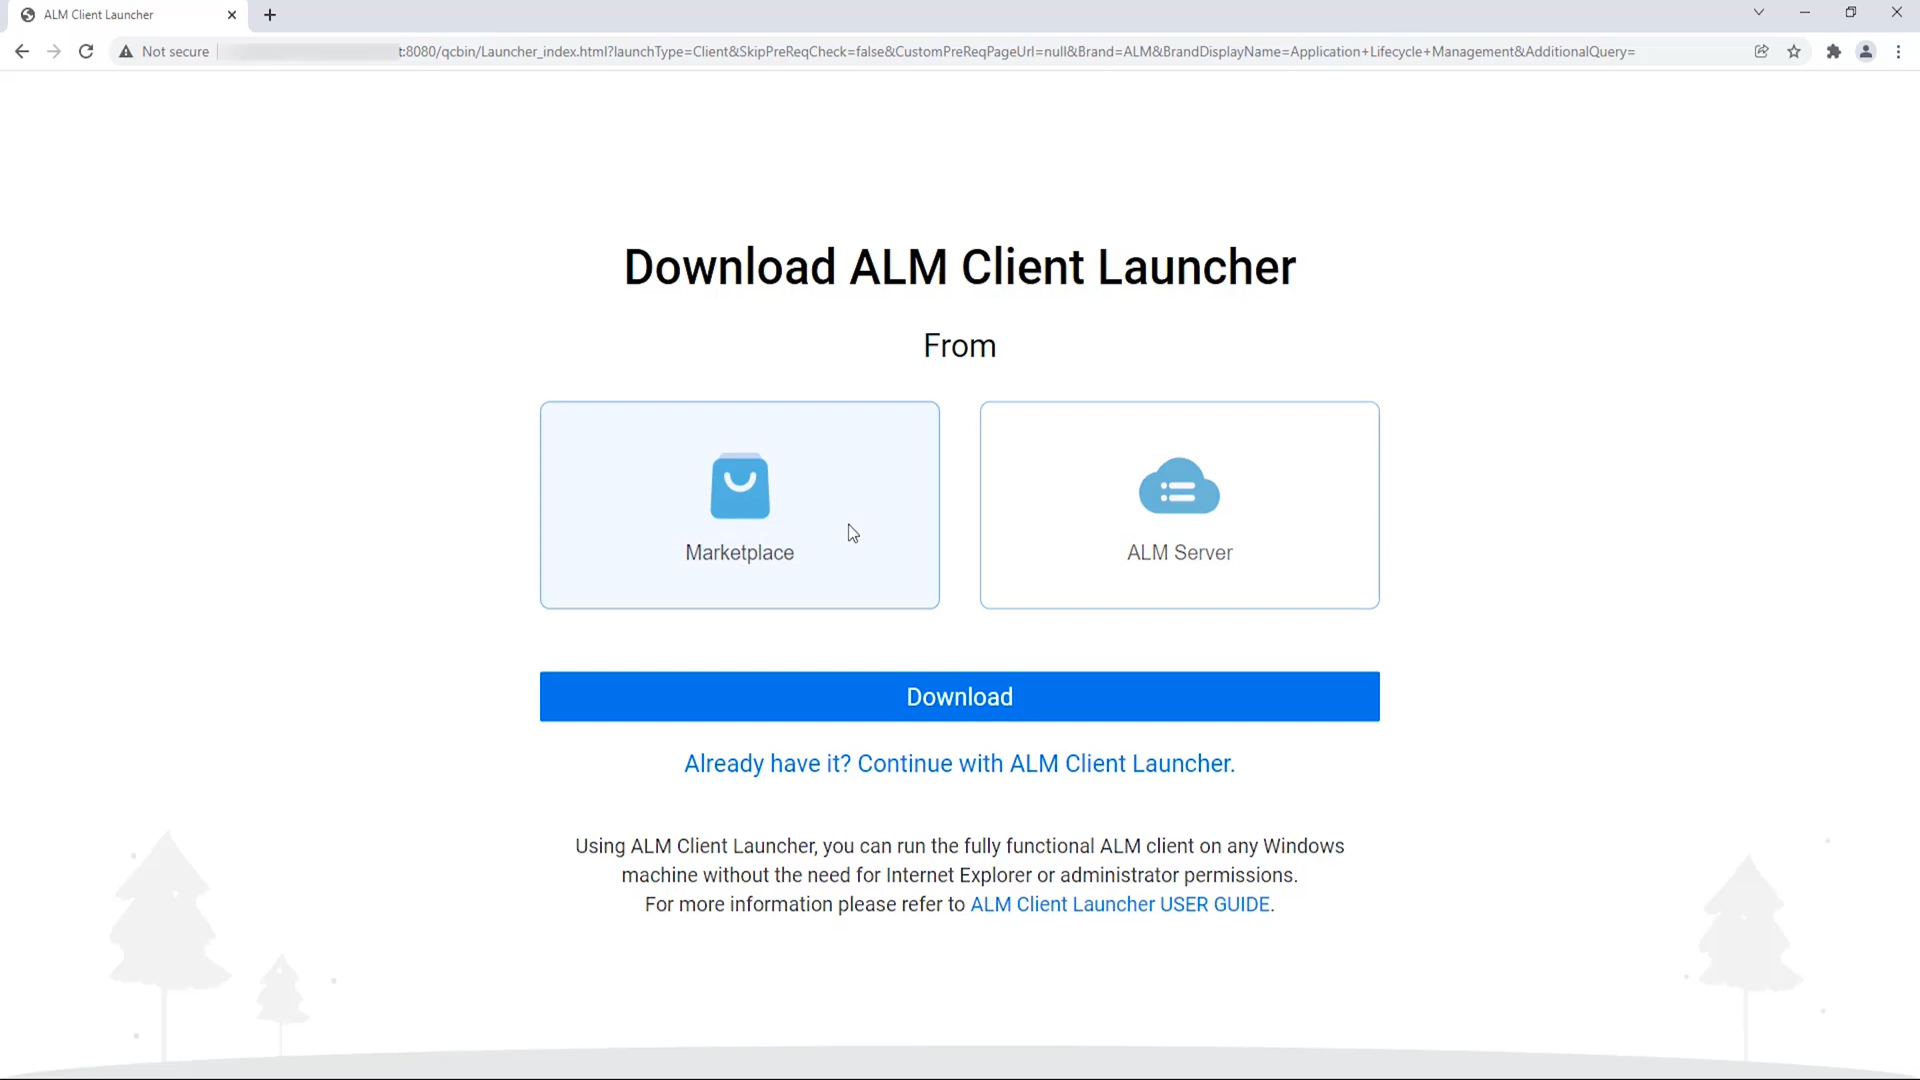 ALM Client Launcher
Not secure
:8080/qcbin/Launcher_index.html?launchType=Client&SkipPreReqCheck=false&CustomPreReqPageUrl=null&Brand=ALM&BrandDisplayName=Application+Lifecycle+Management&AdditionalQuery=
Download ALM Client Launcher
From
Marketplace
ALM Server
Download
Already have it? Continue with ALM Client Launcher.
Using ALM Client Launcher, you can run the fully functional ALM client on any Windows
machine without the need for Internet Explorer or administrator permissions.
For more information please refer to ALM Client Launcher USER GUIDE.